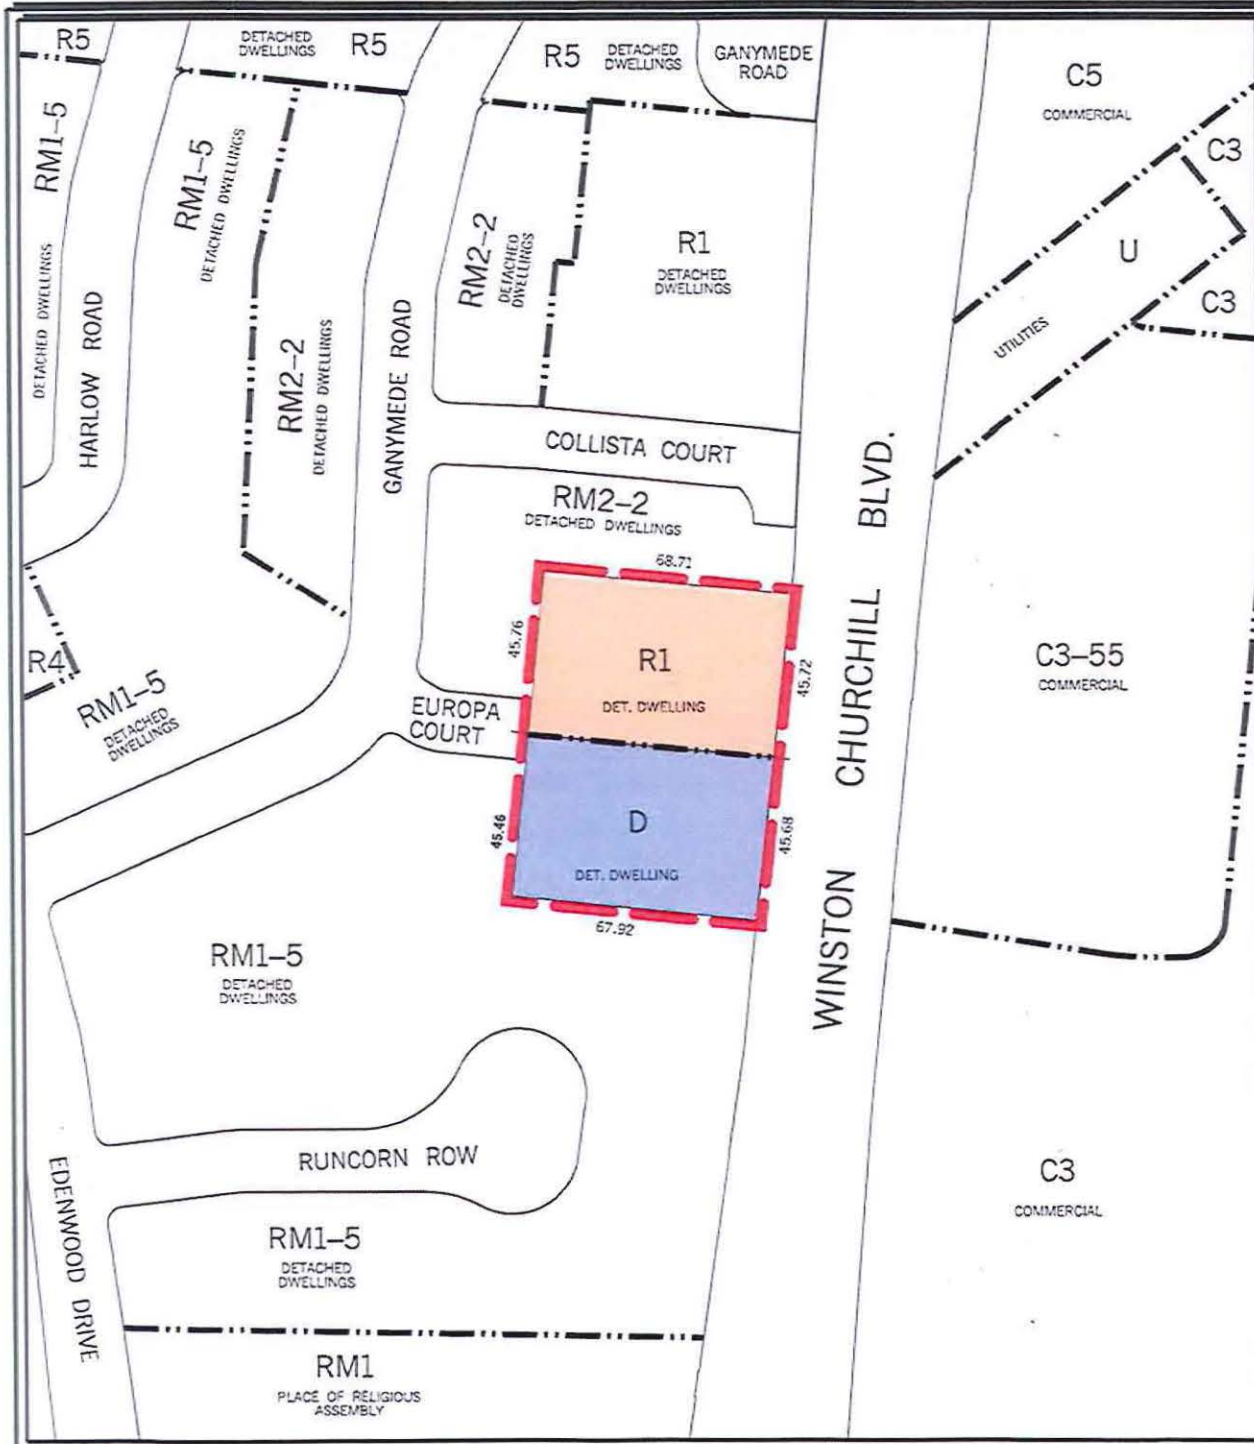 R5
DETACHED
DWELLINGS
R5
R5
DETACHED
DWELLINGS
GANYMEDE
ROAD
C5
COMMERCIAL
C3
RM1-5
DETACHED DWELLINGS
RM1-5
DETACHED DWELLINGS
RM2-2
DETACHED
DWELLINGS
R1
DETACHED
DWELLINGS
U
UTILITIES
C3
HARLOW ROAD
RM2-2
DETACHED DWELLINGS
GANYMEDE ROAD
COLLISTA COURT
RM2-2
DETACHED DWELLINGS
68.71
45.76
R1
DET. DWELLING
45.72
WINSTON CHURCHILL BLVD.
C3-55
COMMERCIAL
R4
RM1-5
DETACHED
DWELLINGS
EUROPA
COURT
45.46
D
DET. DWELLING
45.68
67.92
RM1-5
DETACHED
DWELLINGS
RUNCORN ROW
C3
COMMERCIAL
EDENWOOD DRIVE
RM1-5
DETACHED
DWELLINGS
RM1
PLACE OF RELIGIOUS
ASSEMBLY